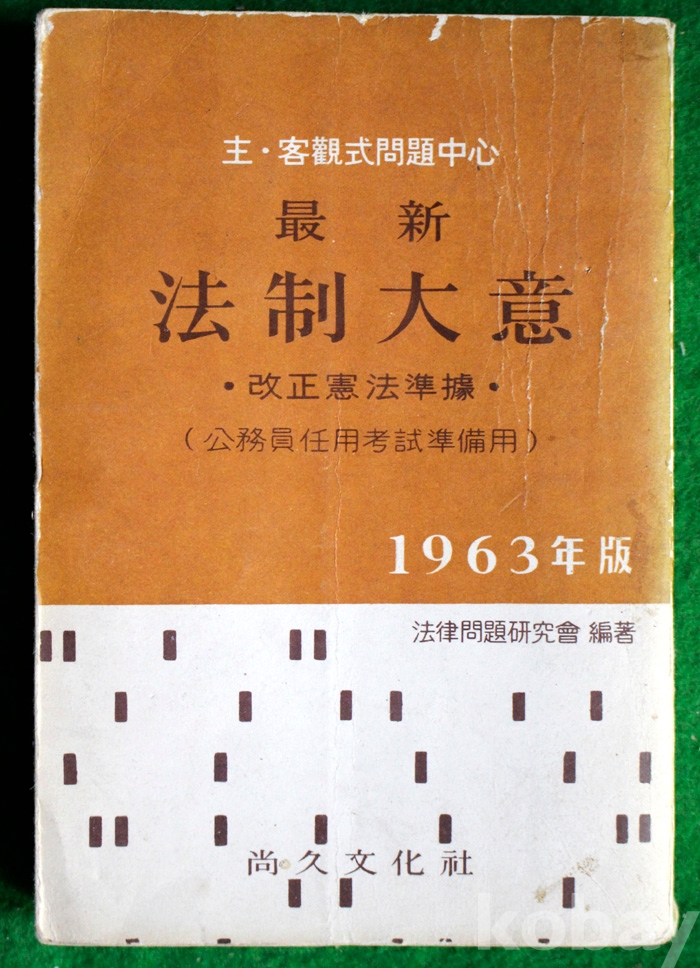 主·客觀式問題中心
最新
法制大意
·改正憲法準據·
(公務員任用考試準備用)
1963年版
法律問題研究會 編著
尚久文化社
kobay